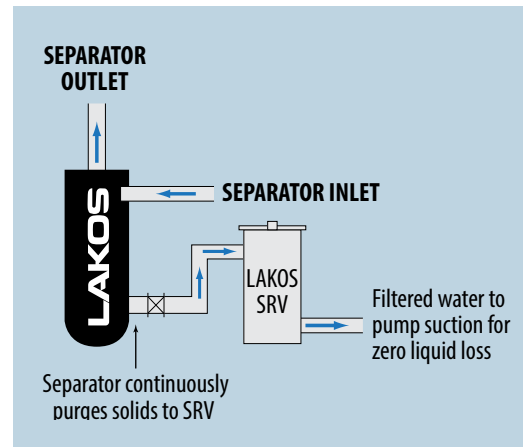 SEPARATOR
OUTLET
SEPARATOR INLET
LAKOS
LAKOS
SRV
Filtered water to
pump suction for
zero liquid loss
Separator continuously
purges solids to SRV